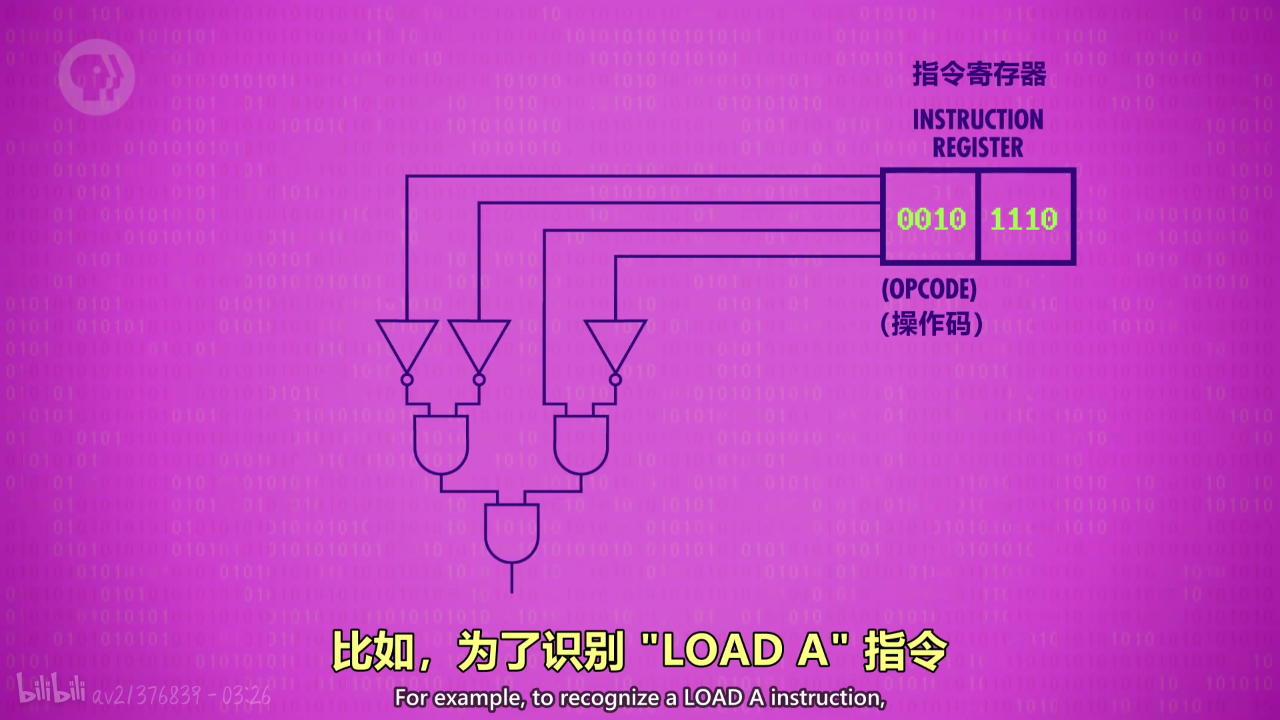 指令寄存器
INSTRUCTION
REGISTER
0010 1110
(OPCODE)
（操作码）
比如，为了识别 "LOAD A" 指令
For example, to recognize a LOAD A instruction,
bilibili av21376839 - 03:26